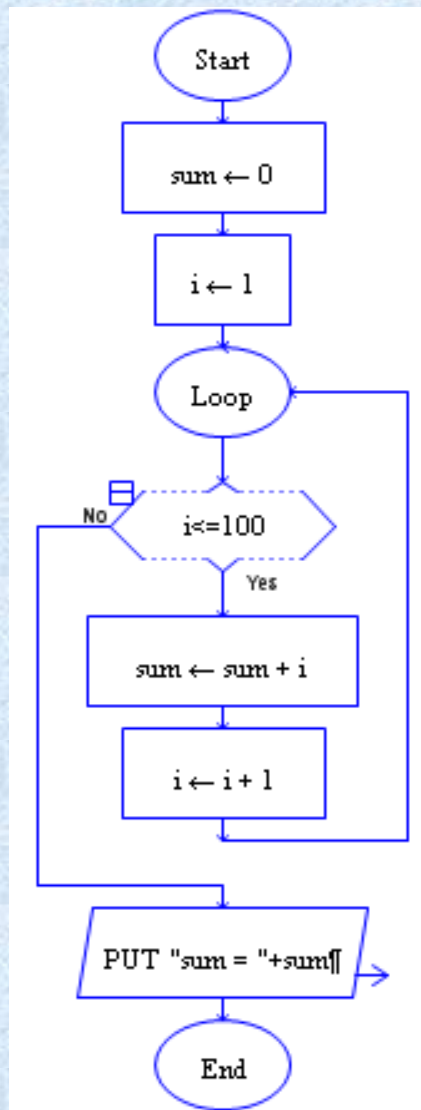 Start
sum ← 0
i ← 1
Loop
No
i<=100
Yes
sum ← sum + i
i ← i + 1
PUT "sum = "+sum¶
End